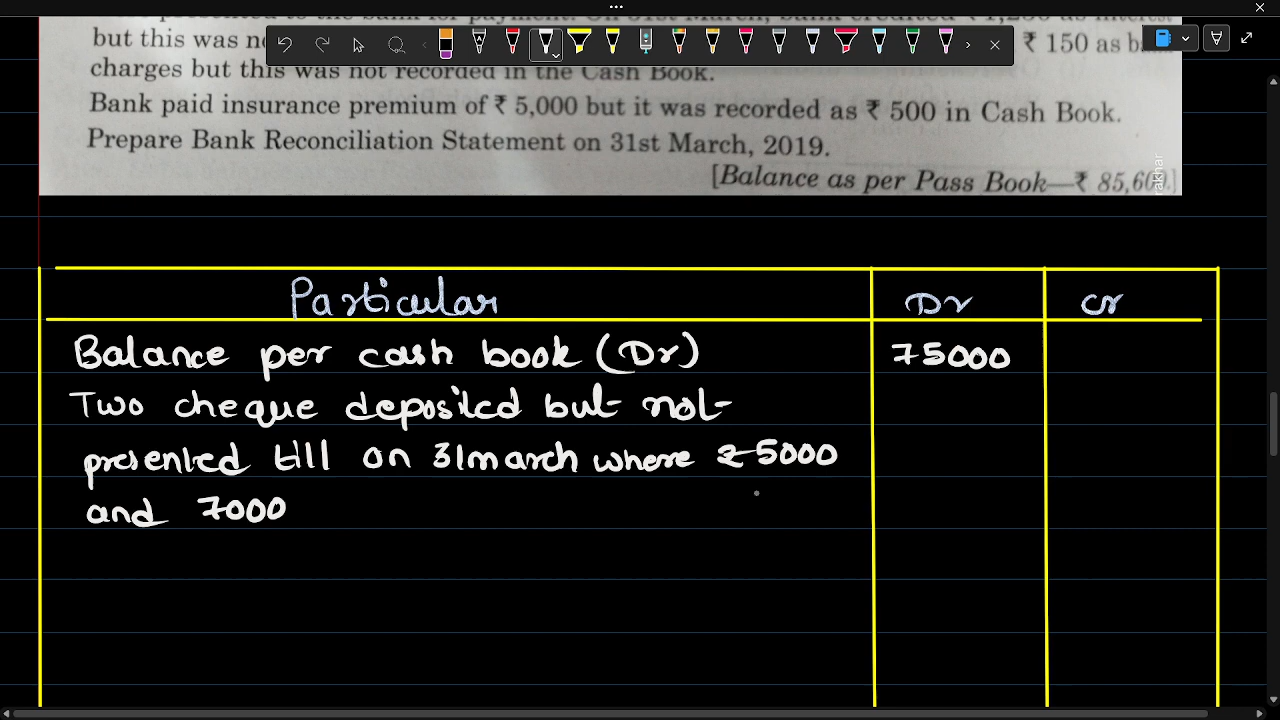 but this was no ₹ 150 as b
charges but this was not recorded in the Cash Book.
Bank paid insurance premium of ₹ 5,000 but it was recorded as ₹ 500 in Cash Book.
Prepare Bank Reconciliation Statement on 31st March, 2019.
[Balance as per Pass Book—₹ 85,600.]
rakhar
Particular Dr Cr
Balance per cash book (Dr) 75000
Two cheque deposited but not
presented till on 31march where ₹5000
and 7000